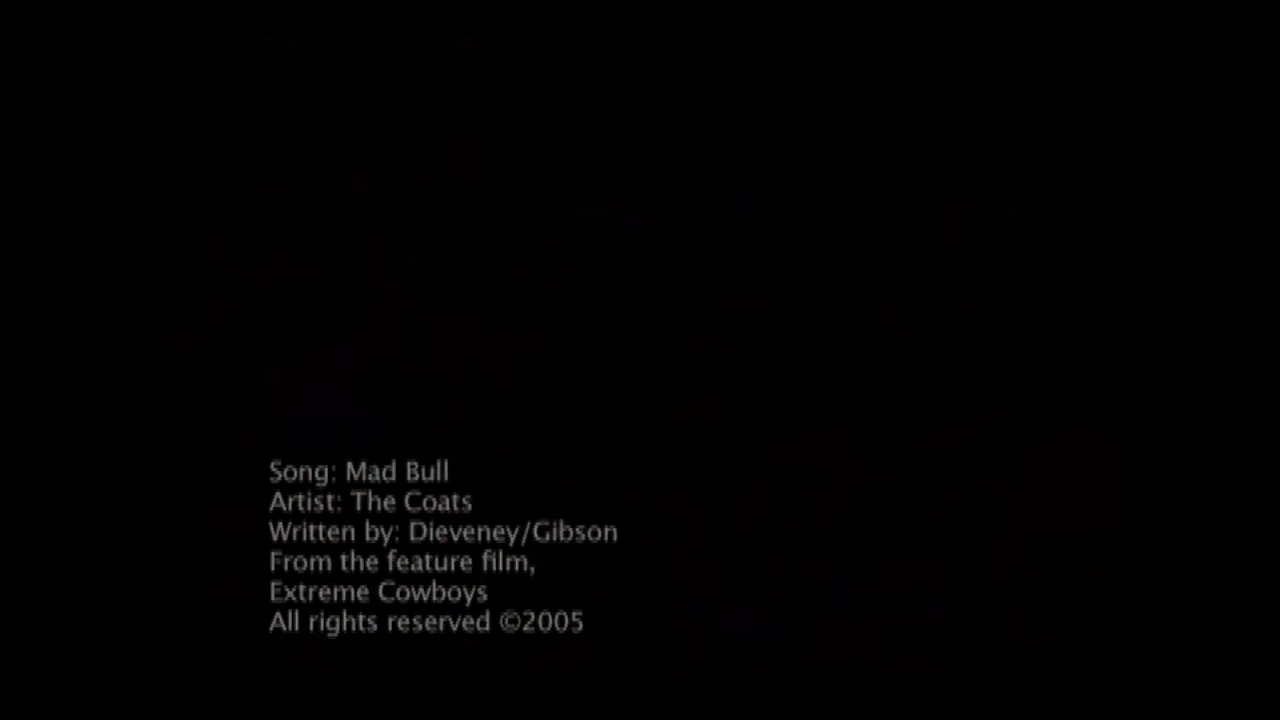 Song: Mad Bull
Artist: The Coats
Written by: Dieveney/Gibson
From the feature film,
Extreme Cowboys
All rights reserved ©2005